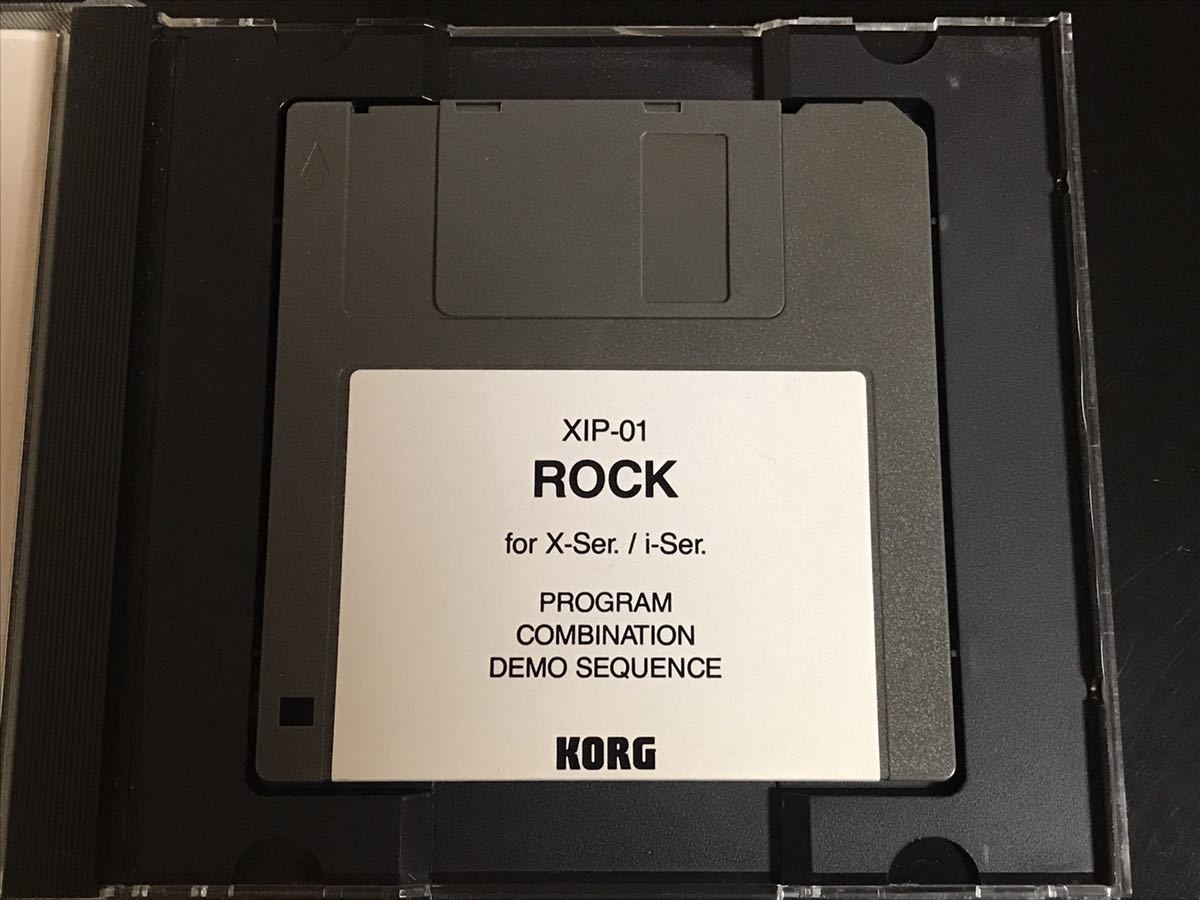 XIP-01
ROCK
for X-Ser. / i-Ser.
PROGRAM
COMBINATION
DEMO SEQUENCE
KORG